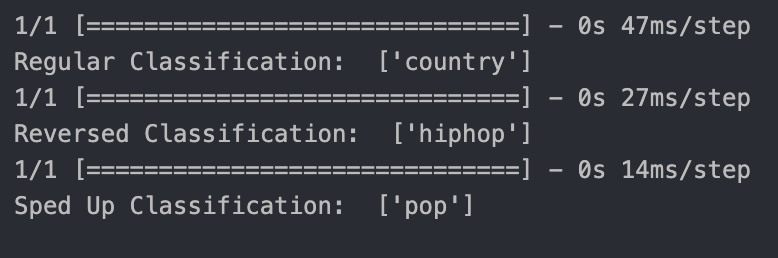 1/1 [==============================] - 0s 47ms/step
Regular Classification:  ['country']
1/1 [==============================] - 0s 27ms/step
Reversed Classification:  ['hiphop']
1/1 [==============================] - 0s 14ms/step
Sped Up Classification:  ['pop']